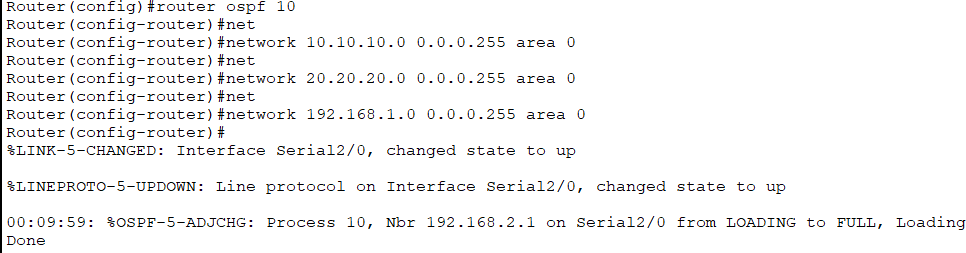 Router(config)#router ospf 10
Router(config-router)#net
Router(config-router)#network 10.10.10.0 0.0.0.255 area 0
Router(config-router)#net
Router(config-router)#network 20.20.20.0 0.0.0.255 area 0
Router(config-router)#net
Router(config-router)#network 192.168.1.0 0.0.0.255 area 0
Router(config-router)#
%LINK-5-CHANGED: Interface Serial2/0, changed state to up
%LINEPROTO-5-UPDOWN: Line protocol on Interface Serial2/0, changed state to up
00:09:59: %OSPF-5-ADJCHG: Process 10, Nbr 192.168.2.1 on Serial2/0 from LOADING to FULL, Loading
Done